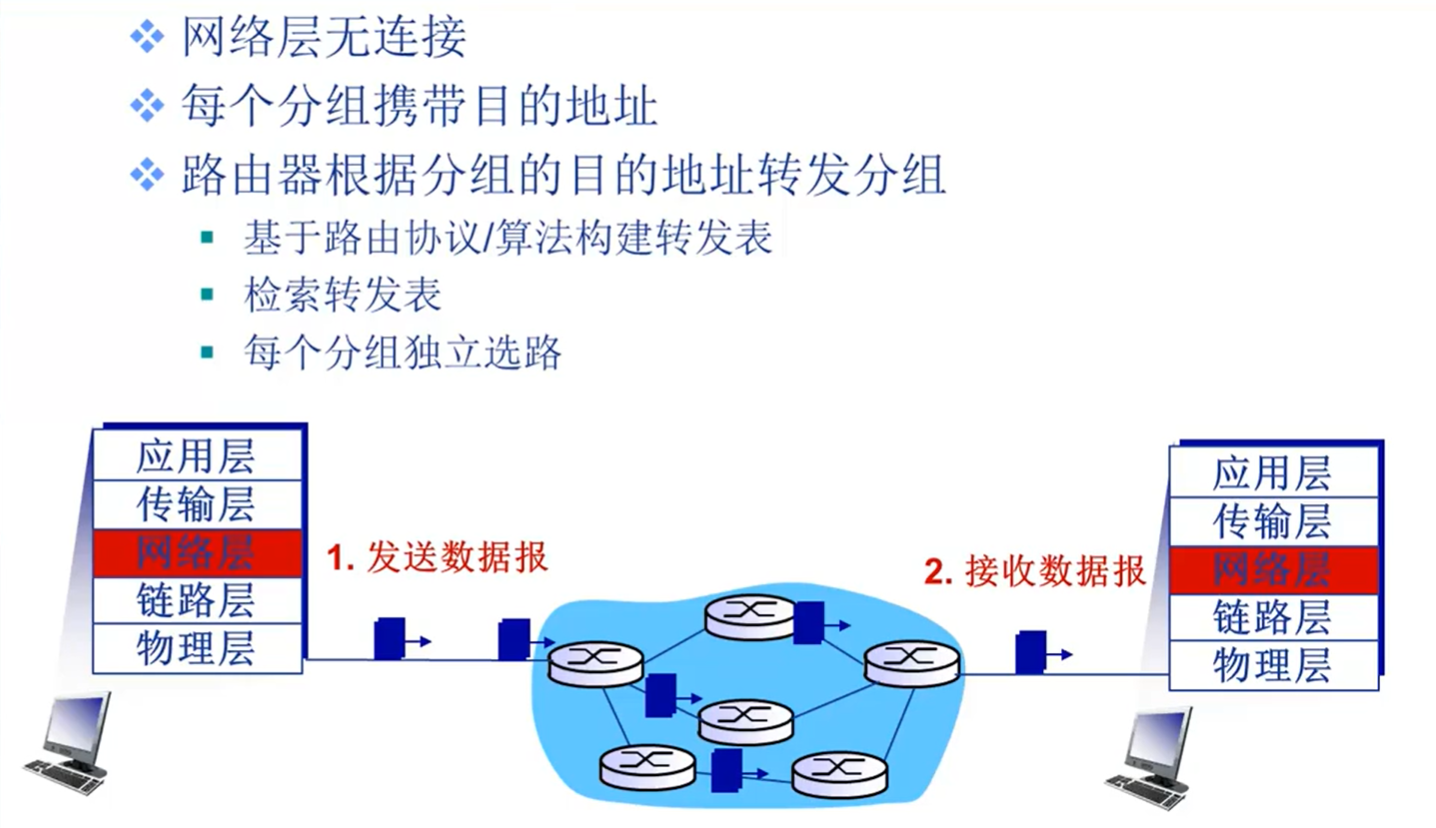 网络层无连接
每个分组携带目的地址
路由器根据分组的目的地址转发分组
基于路由协议/算法构建转发表
检索转发表
每个分组独立选路
应用层
传输层
网络层
链路层
物理层
1. 发送数据报
2. 接收数据报
应用层
传输层
网络层
链路层
物理层